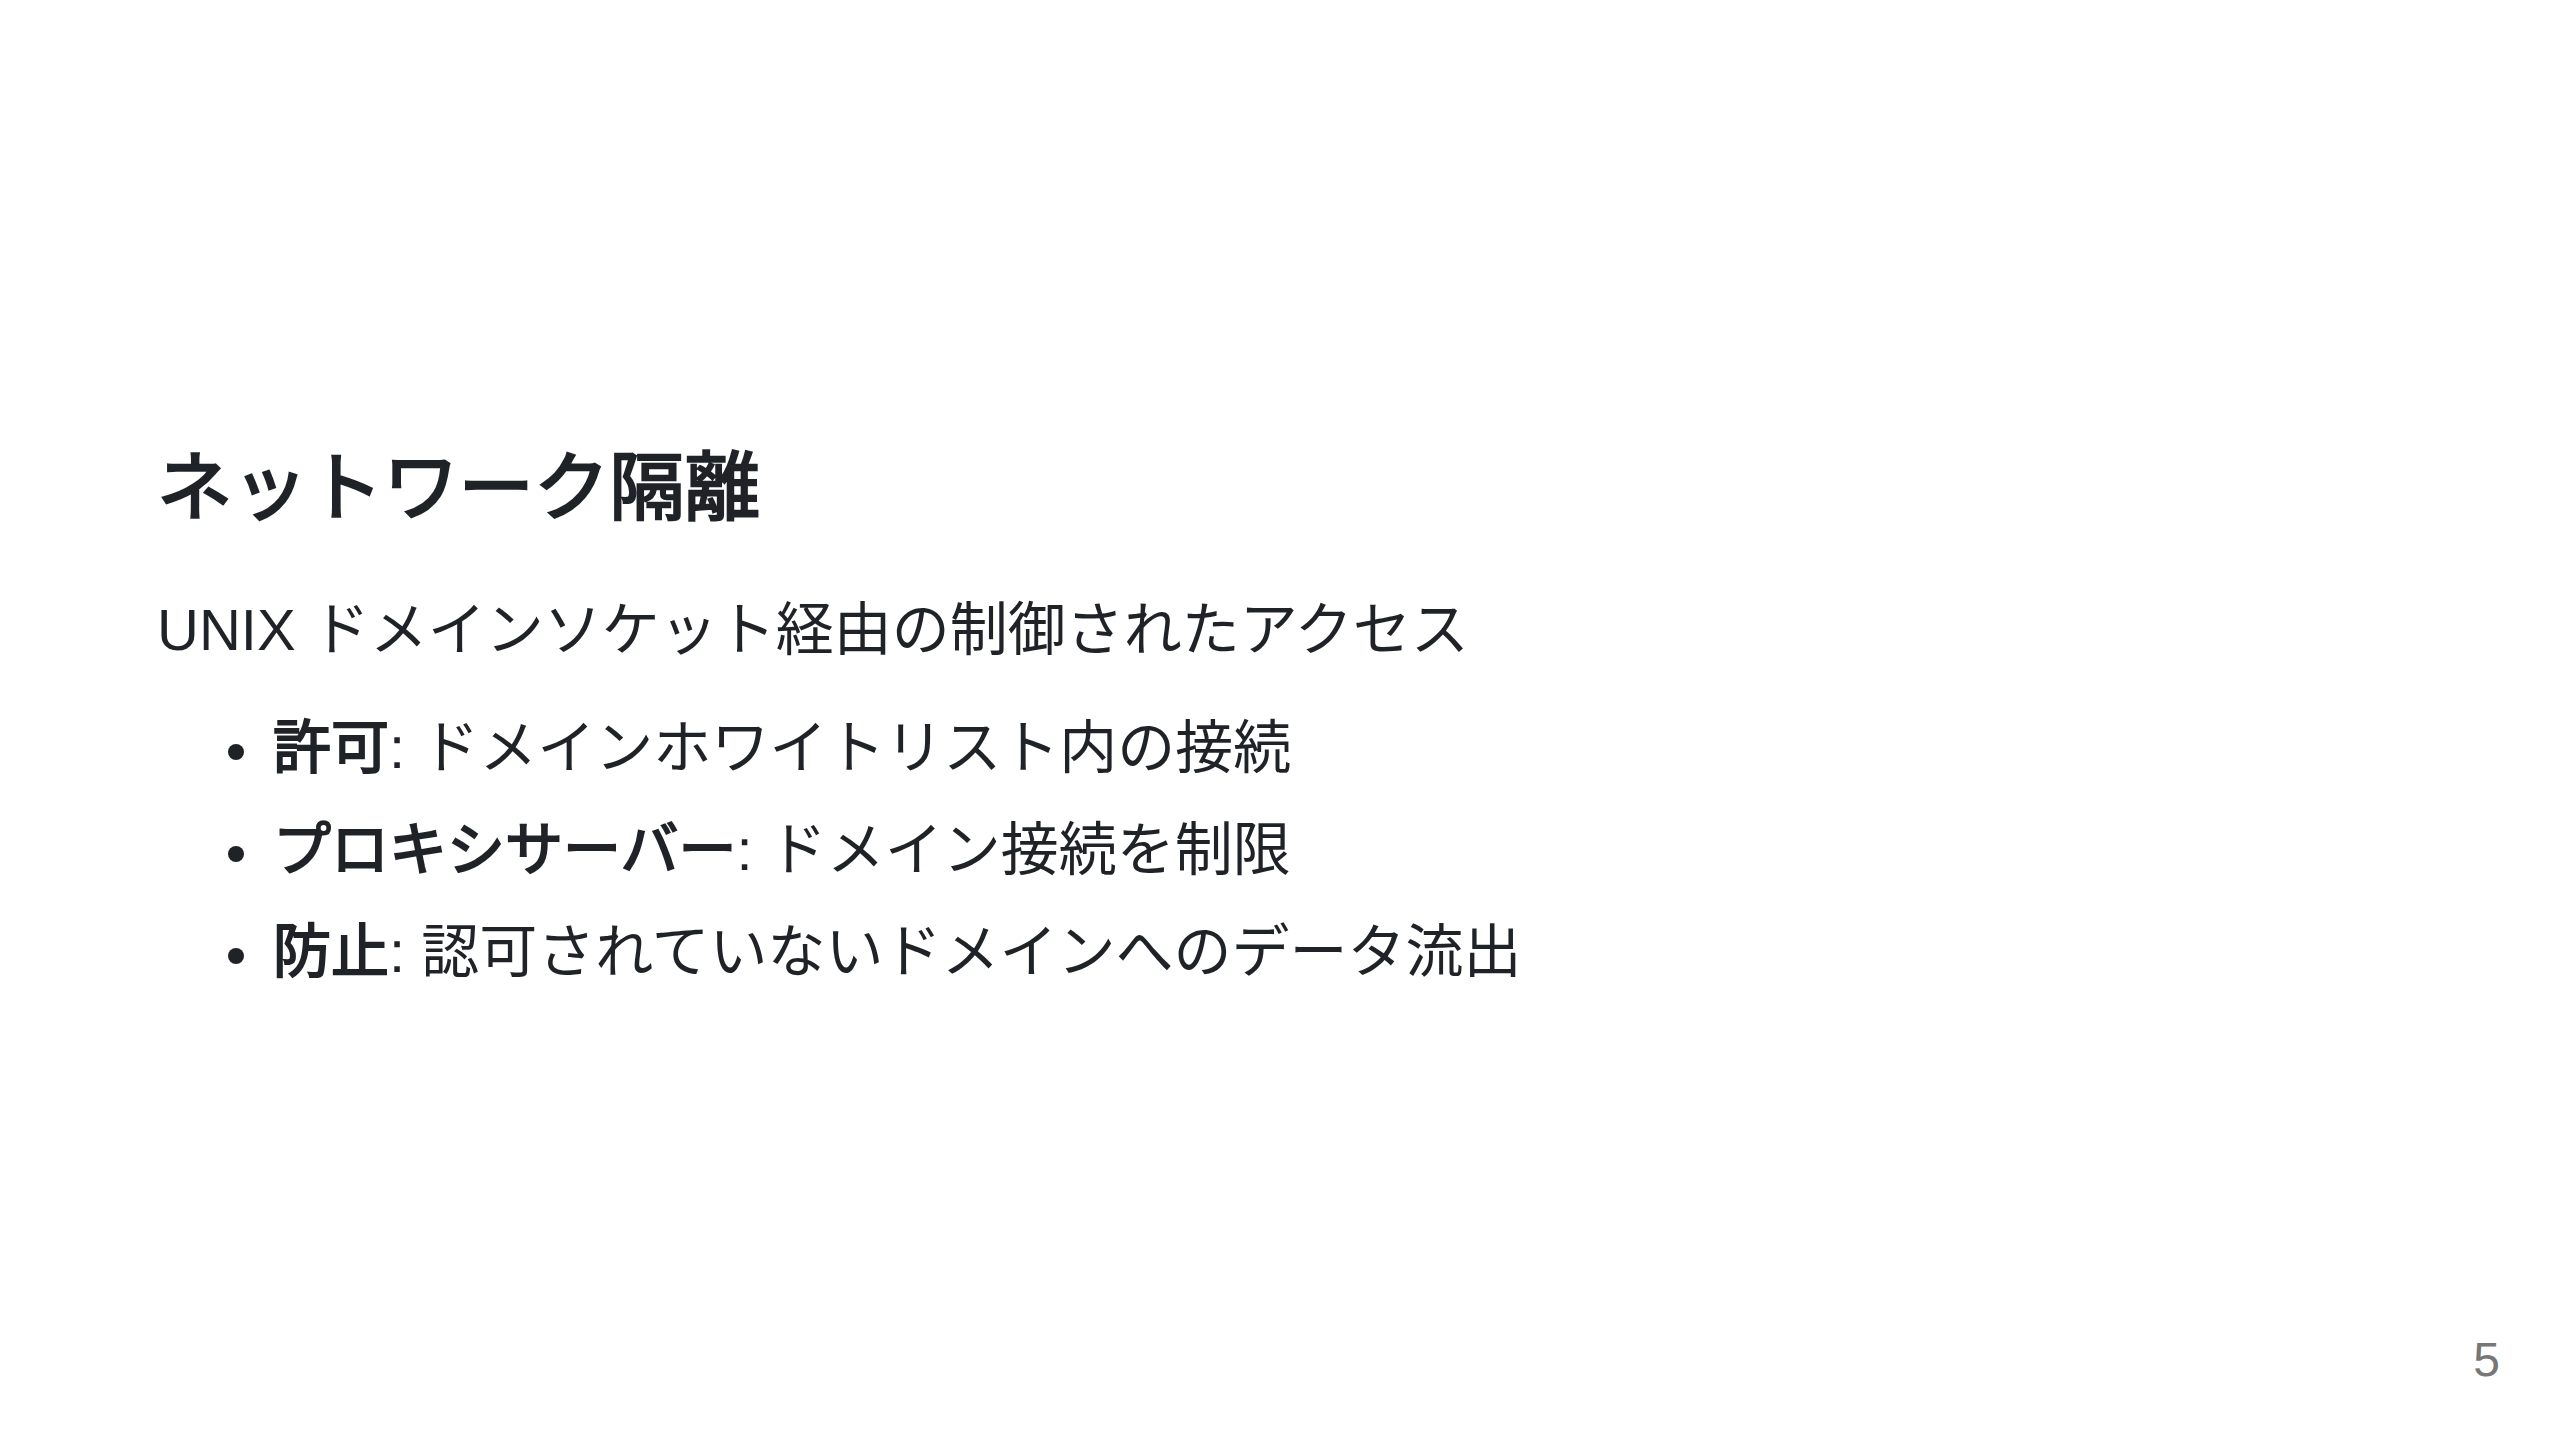 ネットワーク隔離
UNIX ドメインソケット経由の制御されたアクセス
• 許可: ドメインホワイトリスト内の接続
• プロキシサーバー: ドメイン接続を制限
• 防止: 認可されていないドメインへのデータ流出
5